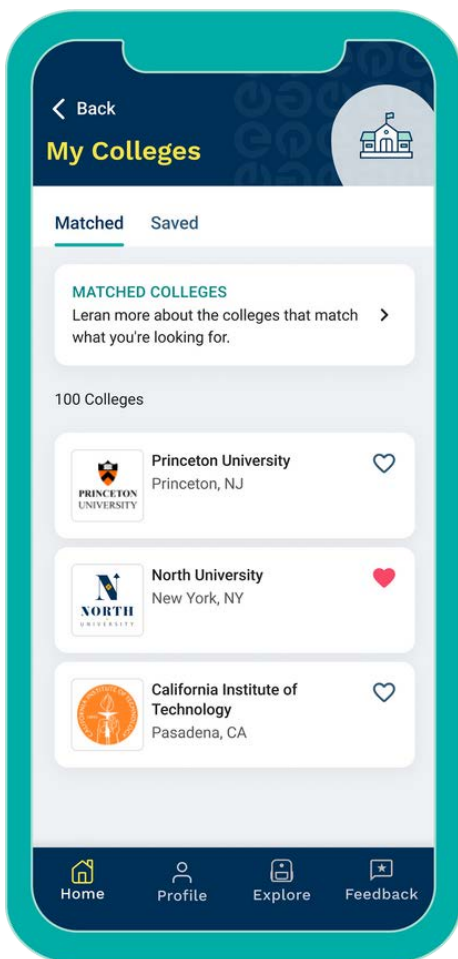 Back
My Colleges
Matched Saved
MATCHED COLLEGES
Leran more about the colleges that match
what you're looking for.
100 Colleges
PRINCETON
UNIVERSITY
Princeton University
Princeton, NJ
NORTH
UNIVERSITY
North University
New York, NY
California Institute of
Technology
Pasadena, CA
Home Profile Explore Feedback